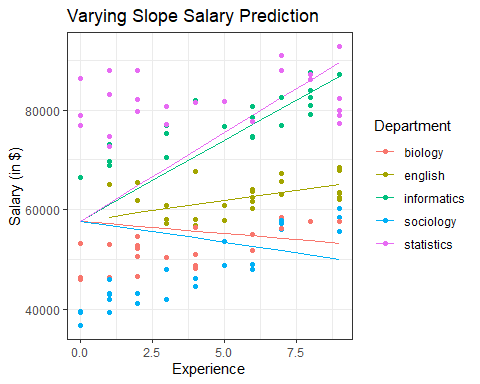 Varying Slope Salary Prediction
80000
60000
40000
Salary (in $)
0.0
2.5
5.0
7.5
Experience
Department
biology
english
informatics
sociology
statistics